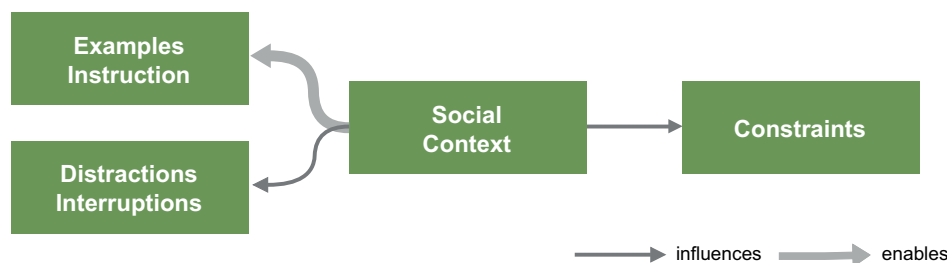 Examples
Instruction
Social
Context
Constraints
Distractions
Interruptions
influences
enables